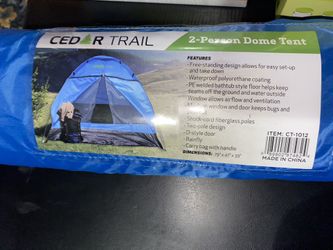 CEDAR TRAIL
2-Person Dome Tent
FEATURES
• Free-standing design allows for easy set-up
and take down
• Waterproof polyurethane coating
• PE welded bathtub style floor helps keep
seams off the ground and water outside
Window allows airflow and ventilation
window and door keeps bugs and
Shock-cord fiberglass poles
Two-pole design
D-style door
• Rainfly
• Carry bag with handle
DIMENSIONS:
ITEM: CT-1012
MADE IN CHINA